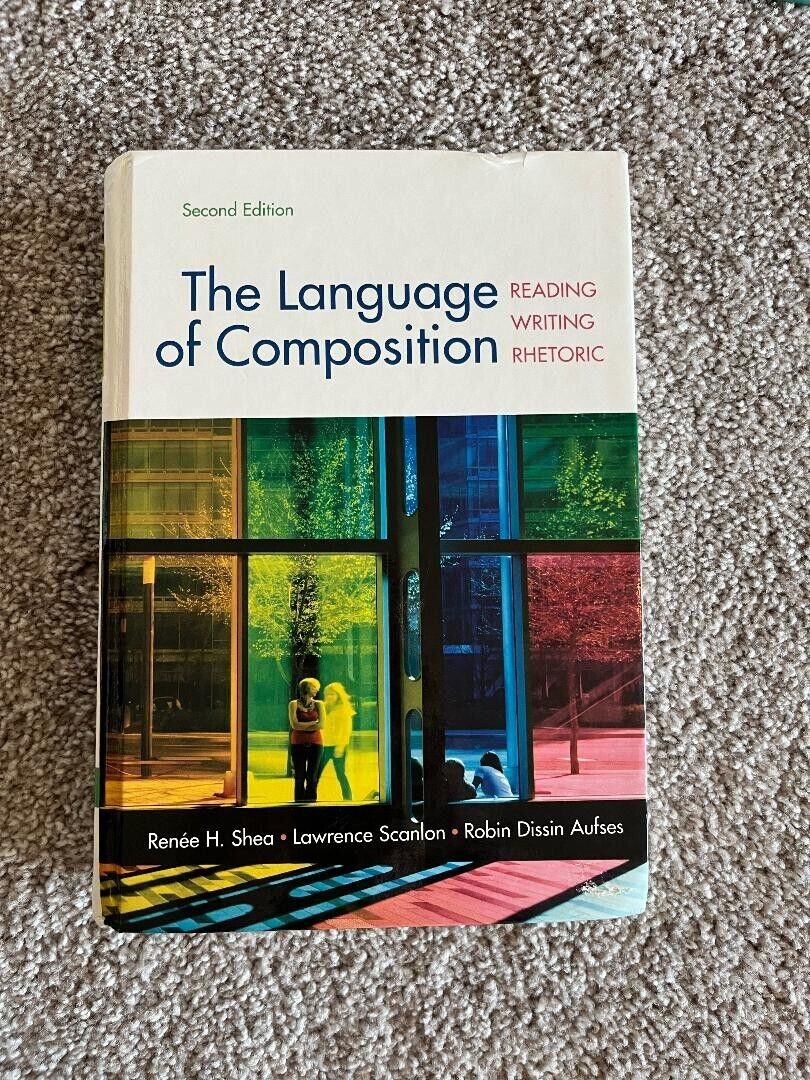 Second Edition
The Language
of Composition
READING
WRITING
RHETORIC
Renée H. Shea • Lawrence Scanlon • Robin Dissin Aufses